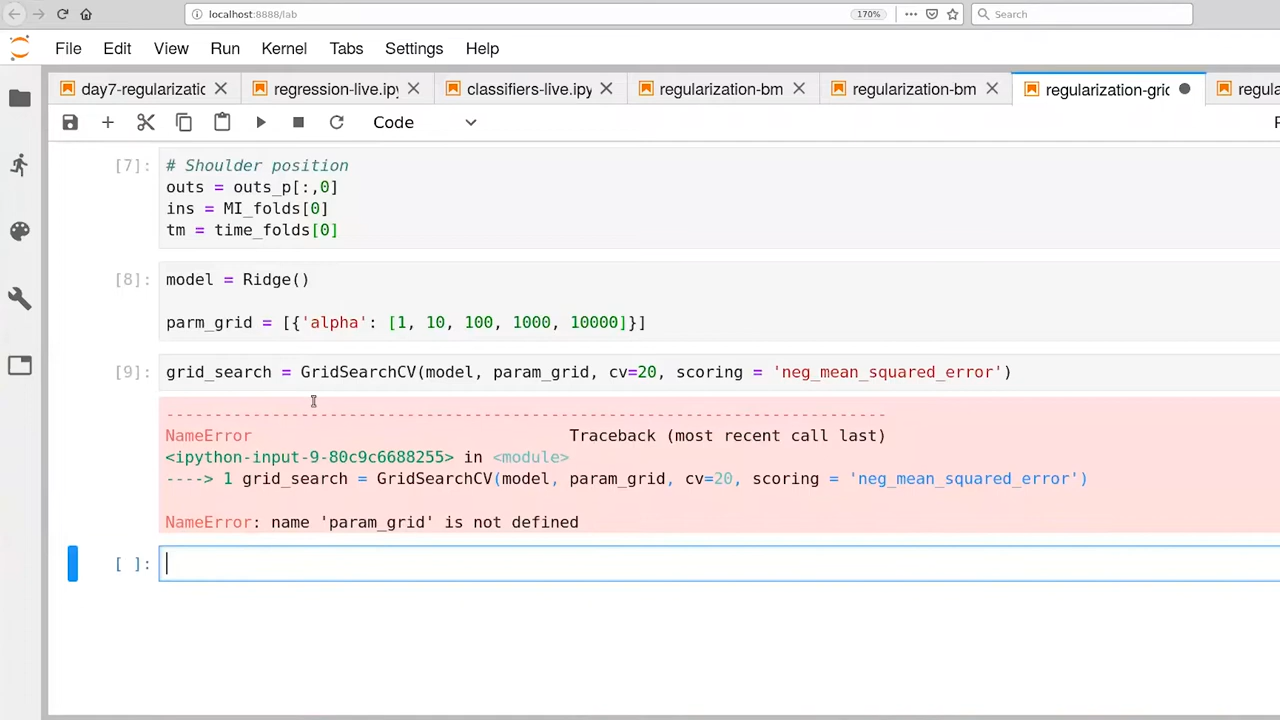 localhost:8888/lab
170%
Search
File Edit View Run Kernel Tabs Settings Help
day7-regularizatic
regression-live.ipy
classifiers-live.ipy
regularization-bm
regularization-bm
regularization-gric
regula
Code
[7]:
# Shoulder position
outs = outs_p[:,0]
ins = MI_folds[0]
tm = time_folds[0]
[8]:
model = Ridge()
parm_grid = [{'alpha': [1, 10, 100, 1000, 10000]}]
[9]:
grid_search = GridSearchCV(model, param_grid, cv=20, scoring = 'neg_mean_squared_error')
---------------------------------------------------------------------------
NameError                                 Traceback (most recent call last)
<ipython-input-9-80c9c6688255> in <module>
----> 1 grid_search = GridSearchCV(model, param_grid, cv=20, scoring = 'neg_mean_squared_error')
NameError: name 'param_grid' is not defined
[ ]: